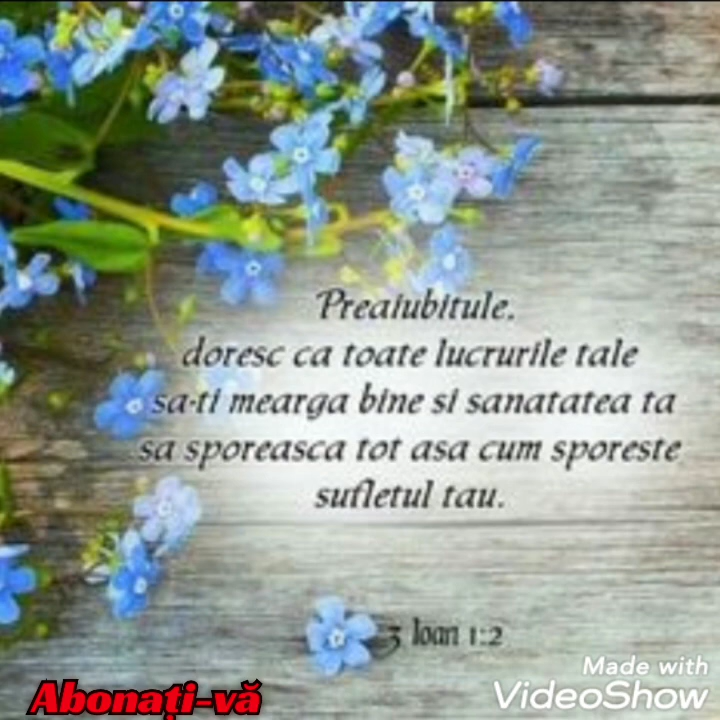 Preaiubitule.
doresc ca toate lucrurile tale
sa-ti mearga bine si sanatatea ta
sa sporeasca tot asa cum sporeste
sufletul tau.
3 Ioan 1:2
Made with
VideoShow
Abonați-vă